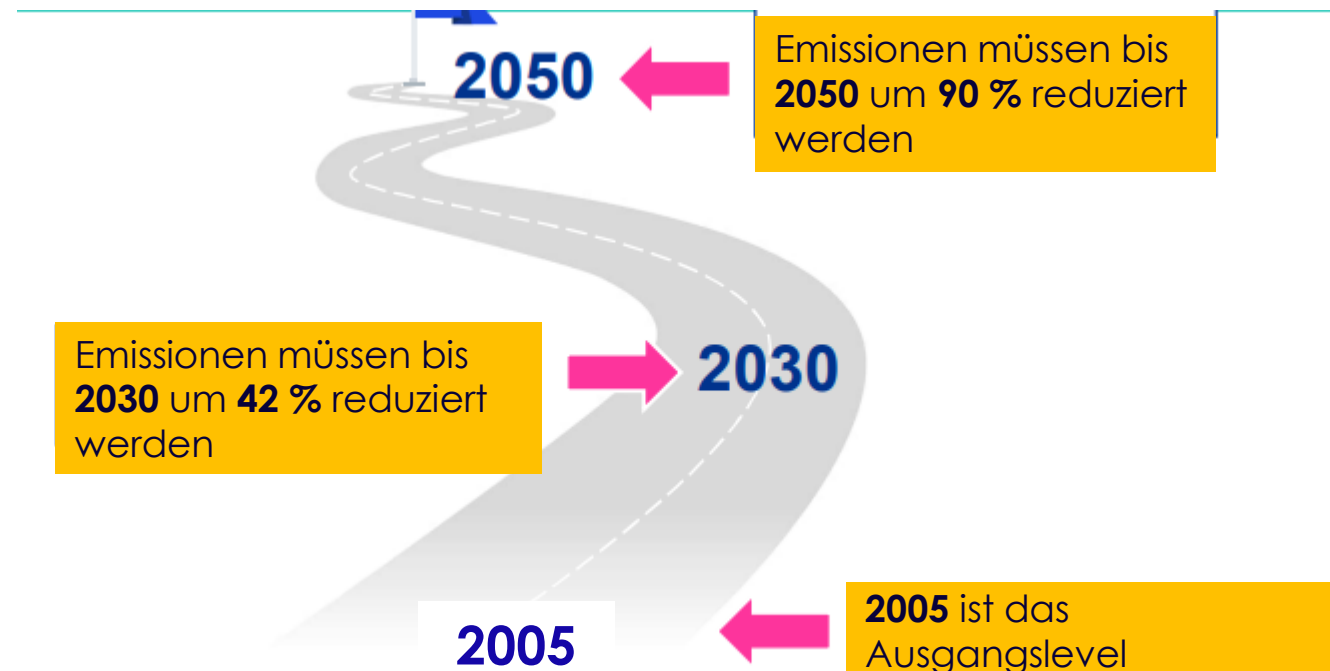 2050
Emissionen müssen bis
2050 um 90 % reduziert
werden
Emissionen müssen bis
2030 um 42 % reduziert
werden
2030
2005
2005 ist das
Ausgangslevel